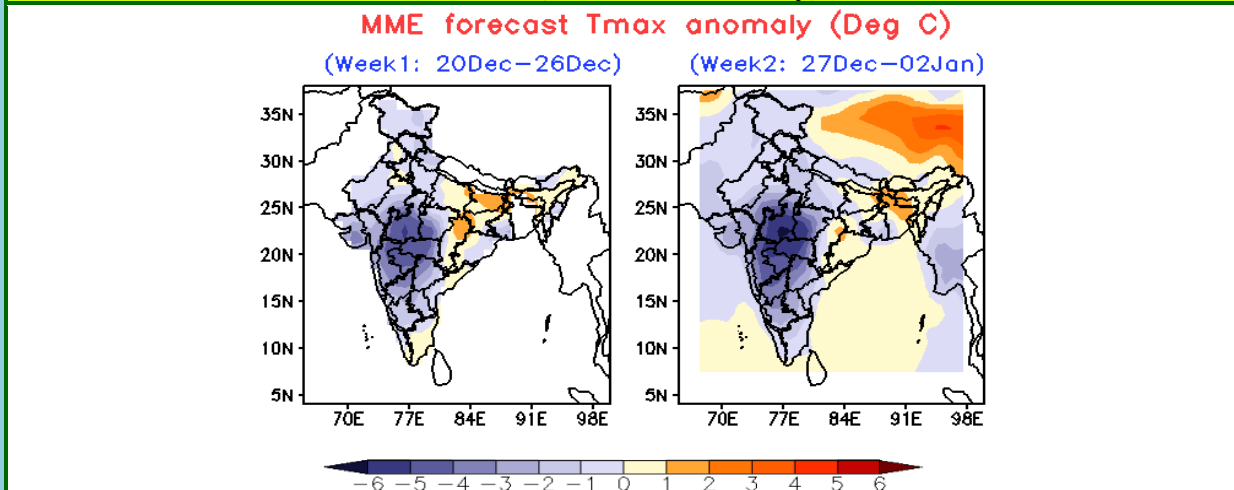 MME forecast Tmax anomaly (Deg C)
(Week1: 20Dec−26Dec)
(Week2: 27Dec−02Jan)
35N
30N
25N
20N
15N
10N
5N
70E 77E 84E 91E 98E
35N
30N
25N
20N
15N
10N
5N
70E 77E 84E 91E 98E
−6 −5 −4 −3 −2 −1 0 1 2 3 4 5 6